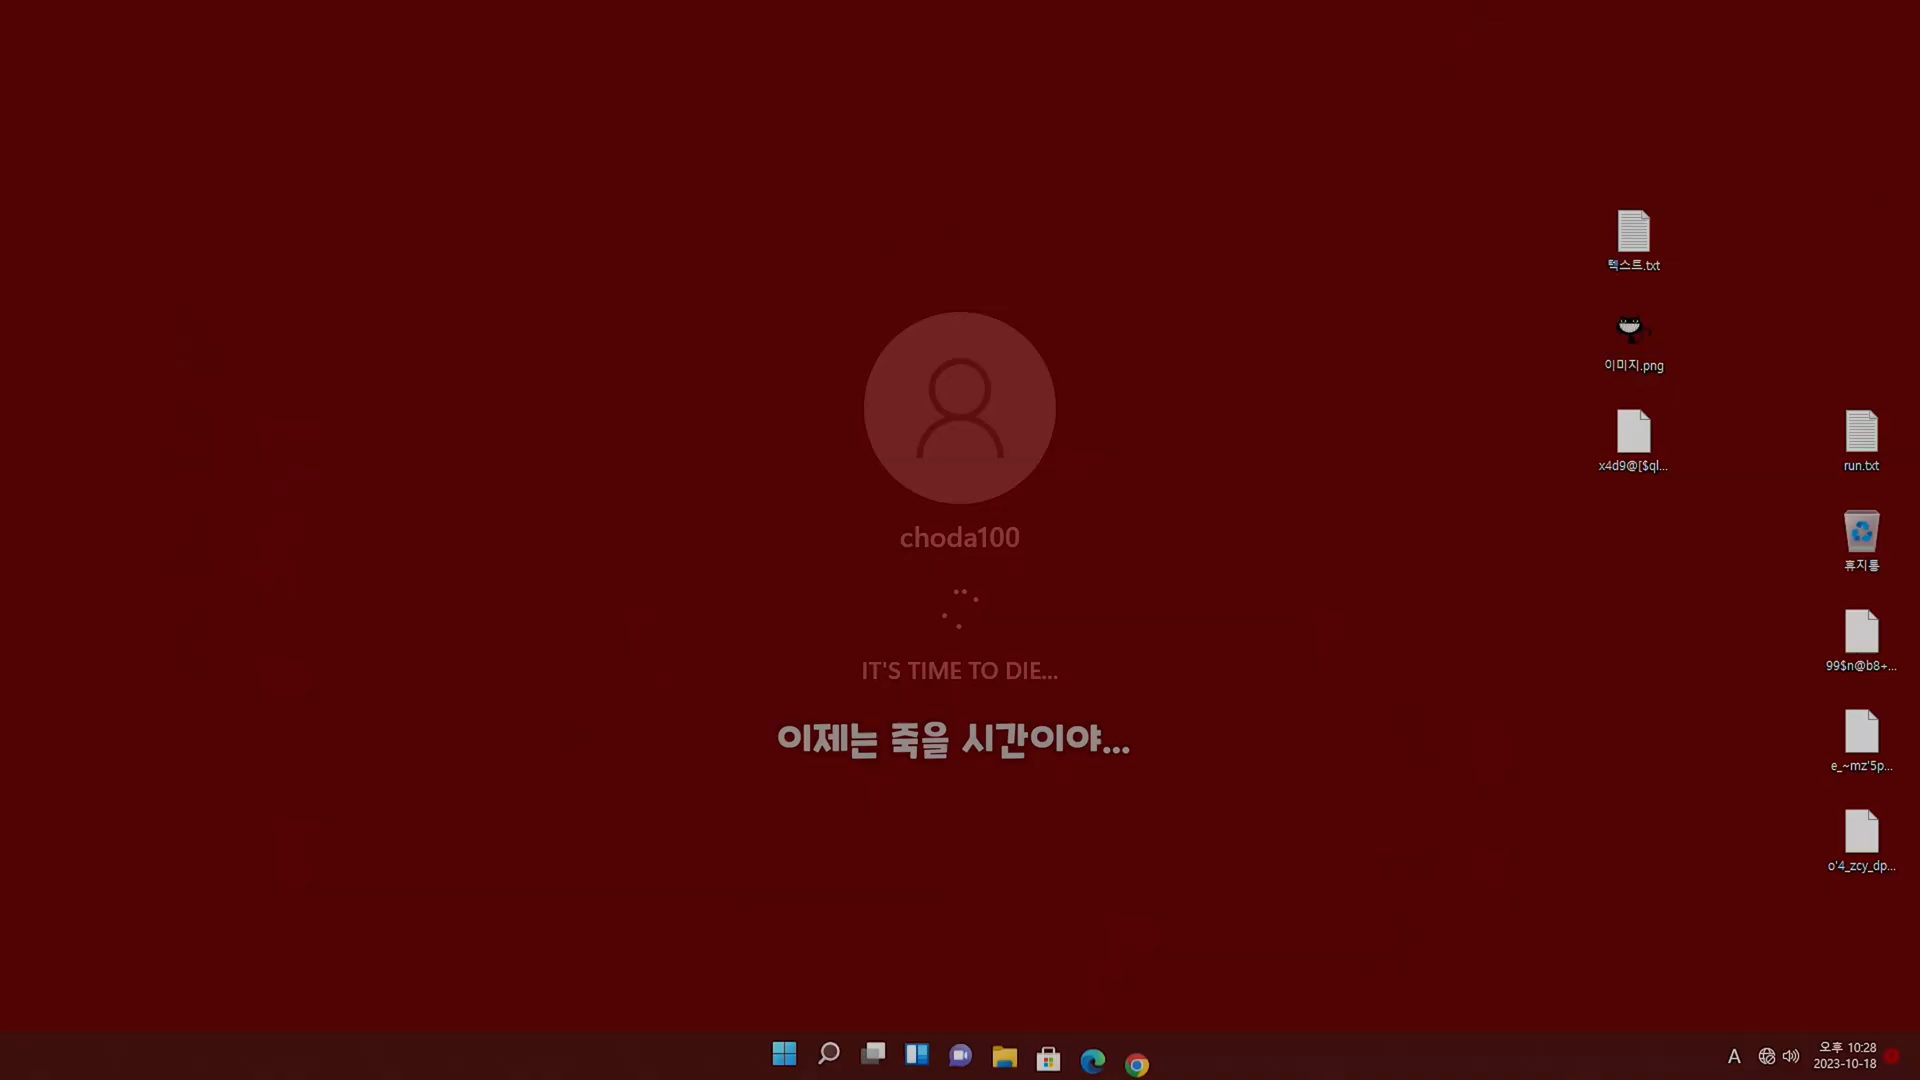 텍스트.txt
이미지.png
x4d9@[$ql...
run.txt
휴지통
99$n@b8+...
e_~mz'5p...
o'4_zcy_dp...
choda100
IT'S TIME TO DIE...
이제는 죽을 시간이야...
A
오후 10:28
2023-10-18